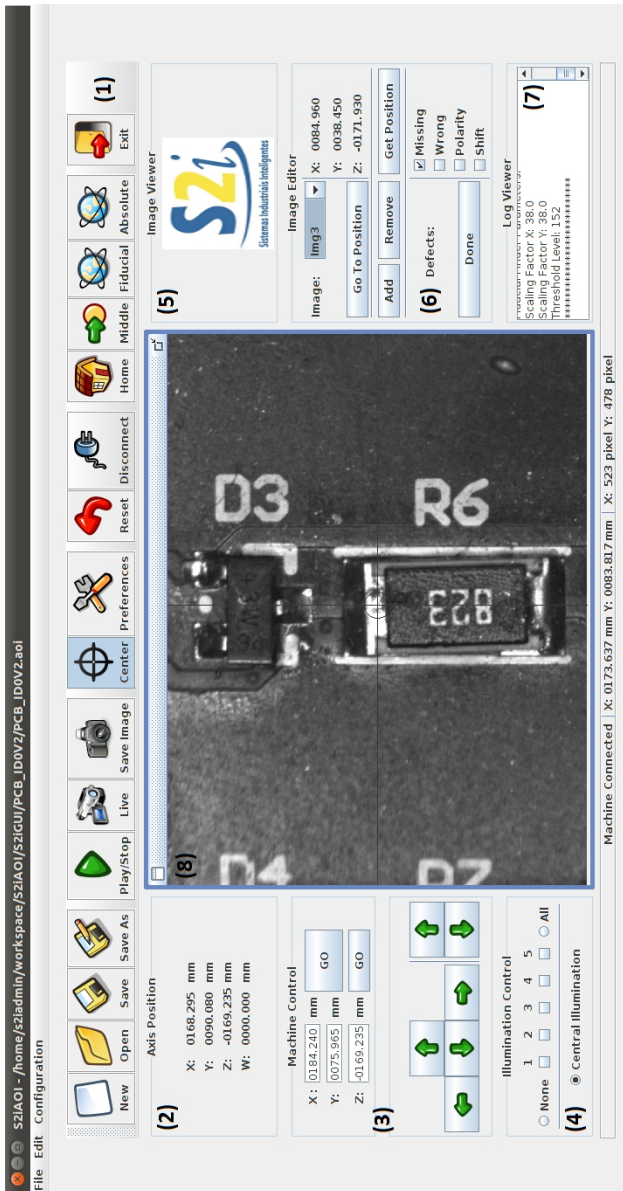 S2iAOI - /home/s2iadmin/workspace/S2iAOI/S2iGUI/PCB_ID0V2/PCB_ID0V2.aoi
File Edit Configuration
New Open Save Save As Play/Stop Live Save Image Center Preferences Reset Disconnect Home Middle Fiducial Absolute Exit (1)
Axis Position
(2)
X: 0168.295 mm
Y: 0090.080 mm
Z: -0169.235 mm
W: 0000.000 mm
Machine Control
X: 0184.240 mm GO
Y: 0075.965 mm
Z: -0169.235 mm GO
(3)
Illumination Control
1 2 3 4 5
None All
(4) Central Illumination
(8)
D4 D3
R7 R6
R23
Image Viewer
(5)
S2i
Sistemas Industriais Inteligentes
Image Editor
Image: Img3 X: 0084.960
Y: 0038.450
Go To Position Z: -0171.930
Add Remove Get Position
(6) Defects: Missing
Wrong
Polarity
Done Shift
Log Viewer
(7)
Scaling Factor X: 38.0
Scaling Factor Y: 38.0
Threshold Level: 152
**********************
Machine Connected X: 0173.637 mm Y: 0083.817 mm X: 523 pixel Y: 478 pixel